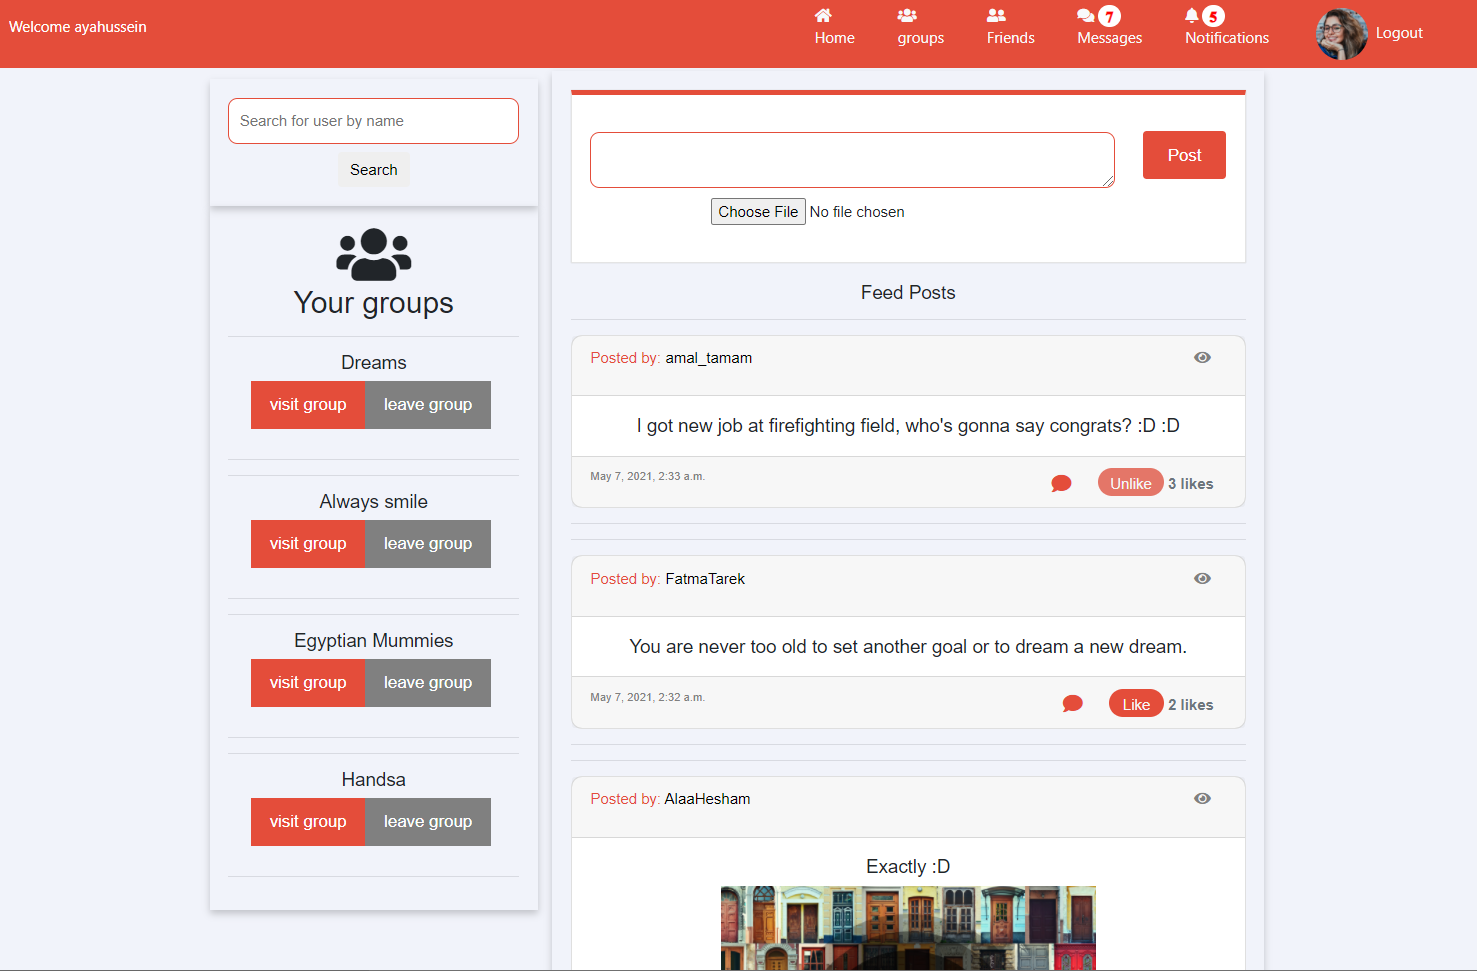 Welcome ayahussein
Home
groups
Friends
7
Messages
5
Notifications
Logout
Search for user by name
Search
Your groups
Dreams
visit group leave group
Always smile
visit group leave group
Egyptian Mummies
visit group leave group
Handsa
visit group leave group
Post
Choose File No file chosen
Feed Posts
Posted by: amal_tamam
I got new job at firefighting field, who's gonna say congrats? :D :D
May 7, 2021, 2:33 a.m.
Unlike 3 likes
Posted by: FatmaTarek
You are never too old to set another goal or to dream a new dream.
May 7, 2021, 2:32 a.m.
Like 2 likes
Posted by: AlaaHesham
Exactly :D